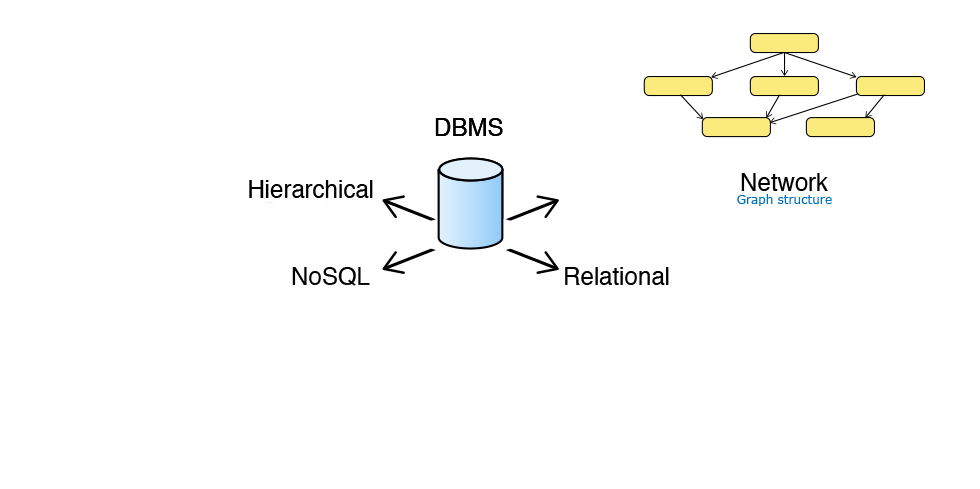 DBMS
Hierarchical
Network
Graph structure
NoSQL
Relational